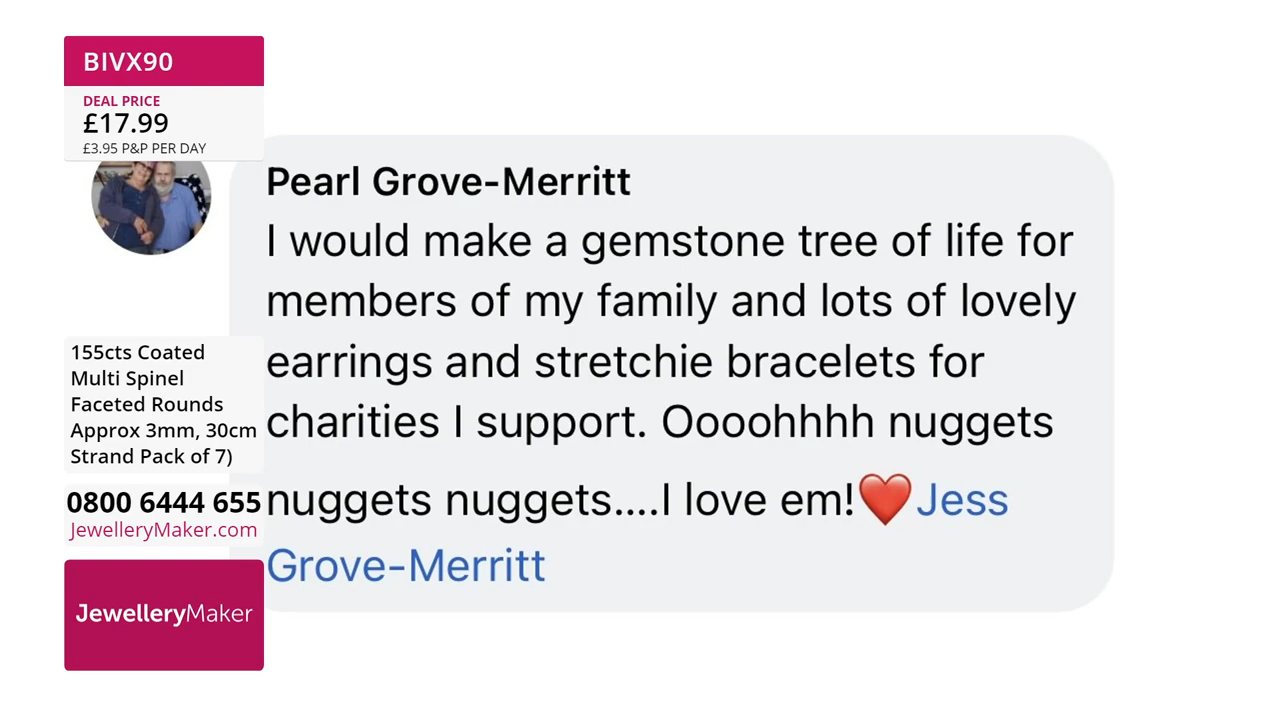 BIVX90
DEAL PRICE
£17.99
£3.95 P&P PER DAY
Pearl Grove-Merritt
I would make a gemstone tree of life for
members of my family and lots of lovely
earrings and stretchie bracelets for
charities I support. Oooohhhh nuggets
nuggets nuggets....I love em!❤️Jess
Grove-Merritt
155cts Coated
Multi Spinel
Faceted Rounds
Approx 3mm, 30cm
Strand Pack of 7)
0800 6444 655
JewelleryMaker.com
JewelleryMaker